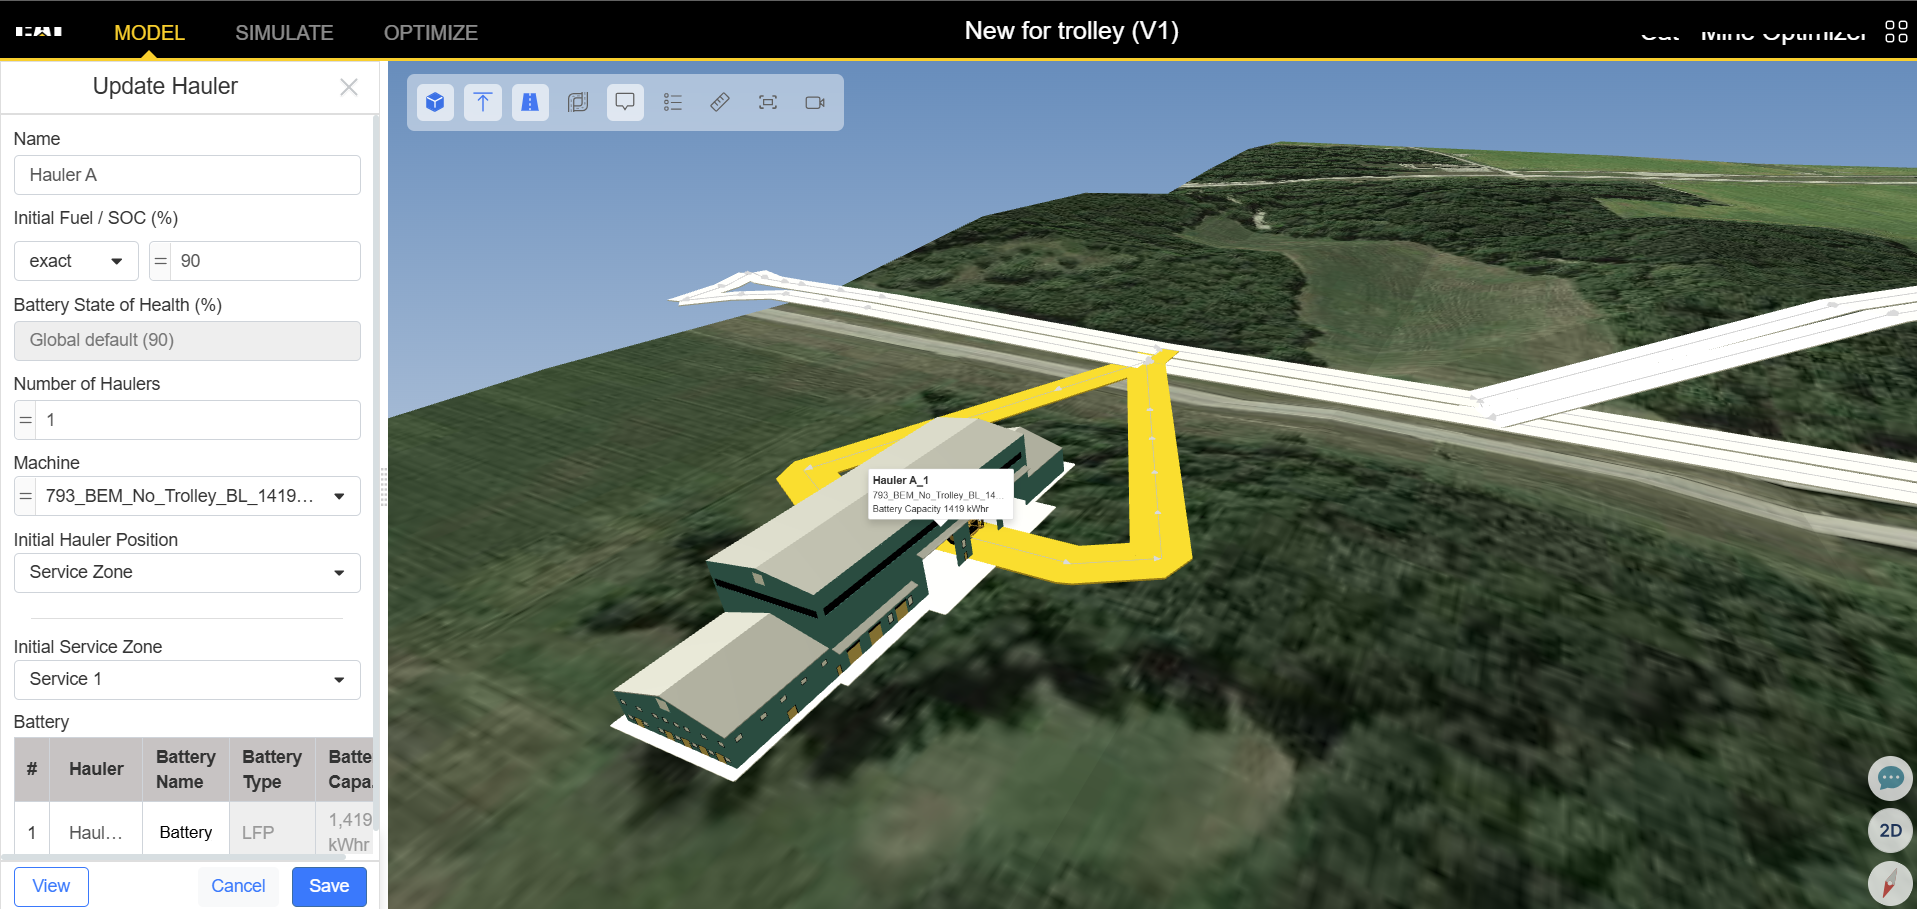 MODEL
SIMULATE
OPTIMIZE
New for trolley (V1)
Cat Mine Optimizer
Update Hauler
Name
Hauler A
Initial Fuel / SOC (%)
exact
= 90
Battery State of Health (%)
Global default (90)
Number of Haulers
= 1
Machine
= 793_BEM_No_Trolley_BL_1419...
Initial Hauler Position
Service Zone
Initial Service Zone
Service 1
Battery
# Hauler Battery Name Battery Type Batte Capa.
1 Haul... Battery LFP 1,419 kWhr
View
Cancel
Save
Hauler A_1
793_BEM_No_Trolley_BL_14...
Battery Capacity 1419 kWhr
2D